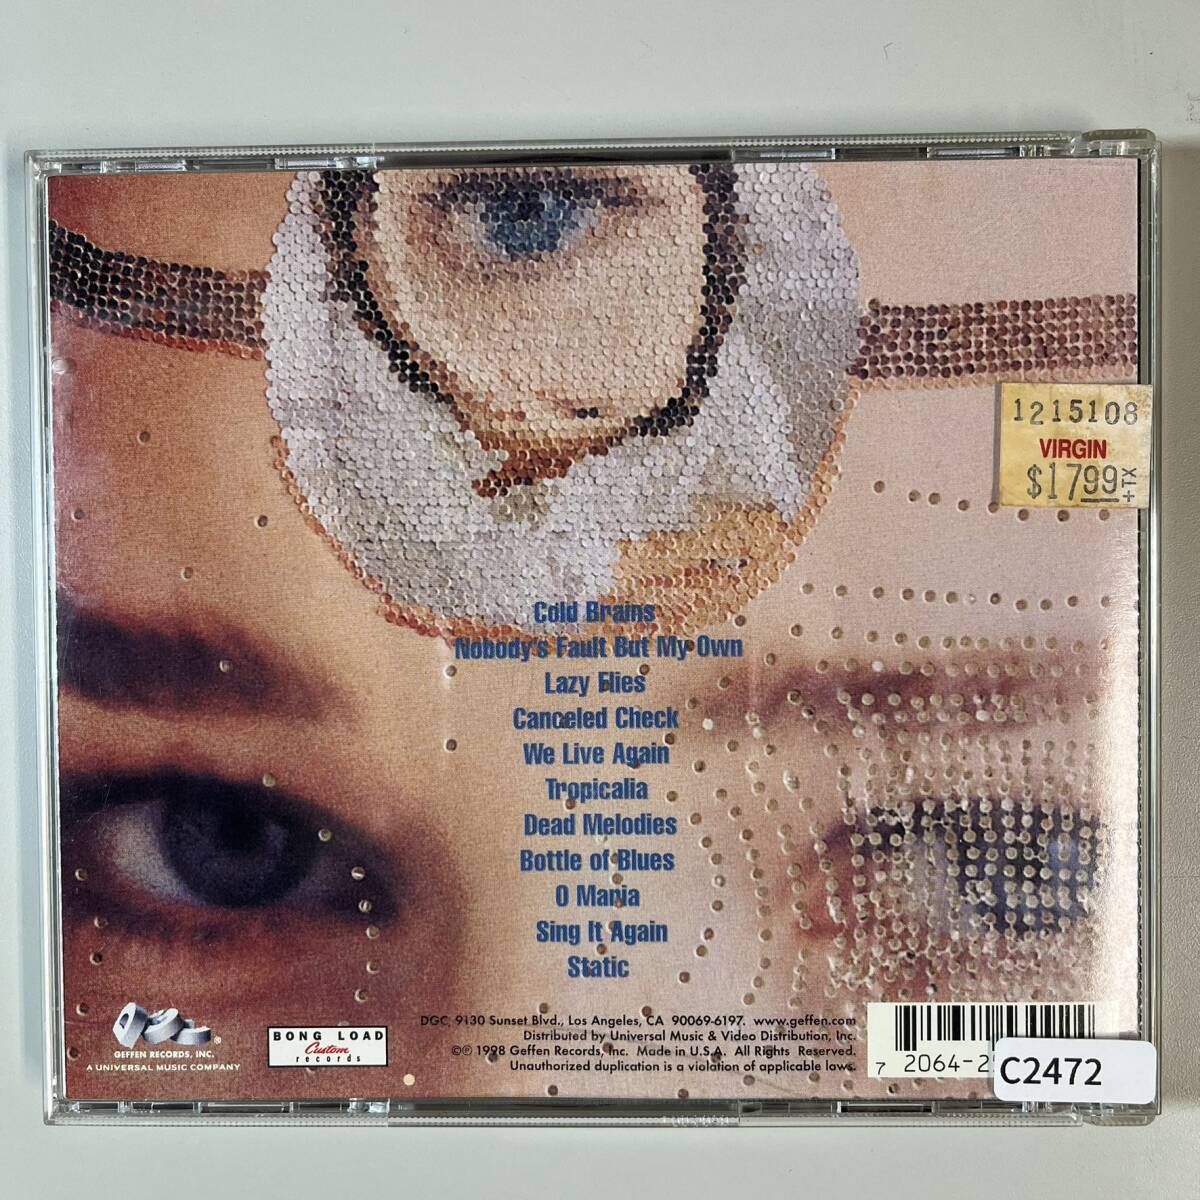 1215108
VIRGIN
$17.99
+TX
Cold Brains
Nobody's Fault But My Own
Lazy Flies
Canceled Check
We Live Again
Tropicalia
Dead Melodies
Bottle of Blues
O Maria
Sing It Again
Static
GEFFEN RECORDS, INC.
A UNIVERSAL MUSIC COMPANY
BONG LOAD
Custom
records
DGC, 9130 Sunset Blvd., Los Angeles, CA 90069-6197. www.geffen.com
Distributed by Universal Music & Video Distribution, Inc.
©℗ 1998 Geffen Records, Inc. Made in U.S.A. All Rights Reserved.
Unauthorized duplication is a violation of applicable laws.
7 2064-2
C2472